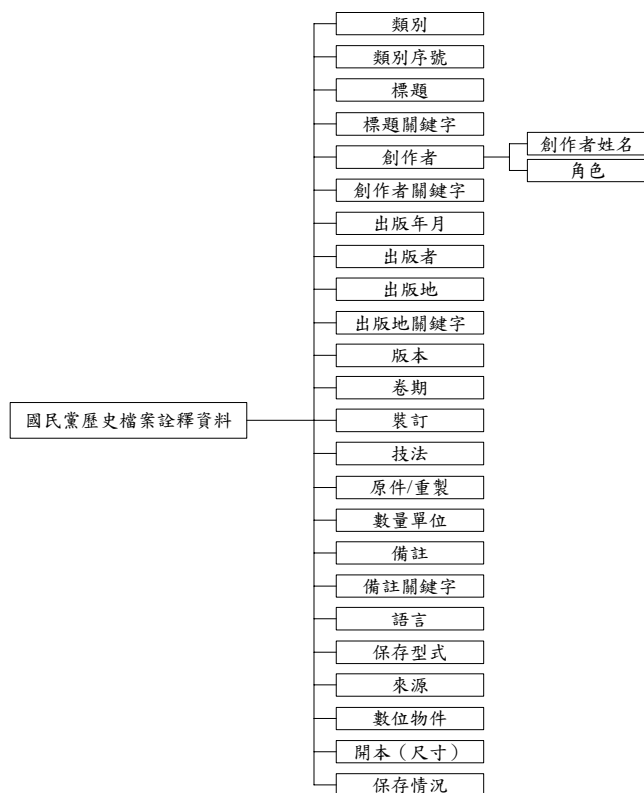 國民黨歷史檔案詮釋資料
類別
類別序號
標題
標題關鍵字
創作者
創作者姓名
角色
創作者關鍵字
出版年月
出版者
出版地
出版地關鍵字
版本
卷期
裝訂
技法
原件/重製
數量單位
備註
備註關鍵字
語言
保存型式
來源
數位物件
開本（尺寸）
保存情況